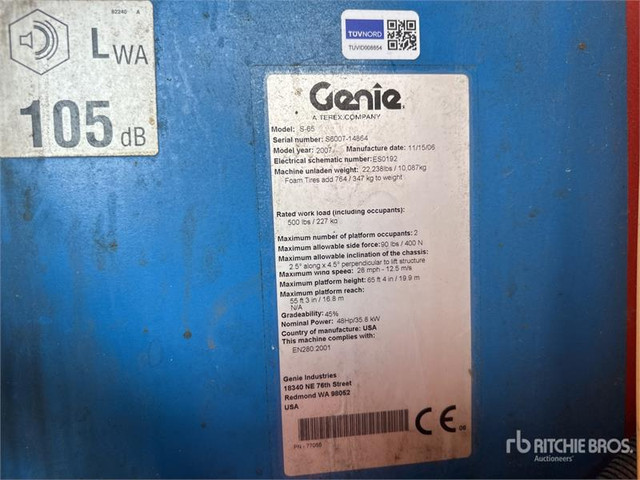 62240 A
LWA
105 dB
TÜVNORD
Genie
A TEREX COMPANY
Model: S-65
Serial number: S6007-14864
Model year: 2007 Manufacture date: 11/15/06
Electrical schematic number: ES0192
Machine unladen weight: 22,238lbs / 10,087kg
Foam Tires add 764 / 347 kg to weight
Rated work load (including occupants):
500 lbs / 227 kg
Maximum number of platform occupants: 2
Maximum allowable side force: 90 lbs / 400 N
Maximum allowable inclination of the chassis:
2.5° along x 4.5° perpendicular to lift structure
Maximum wind speed: 28 mph - 12.5 m/s
Maximum platform height: 65 ft 4 in / 19.9 m
Maximum platform reach:
55 ft 3 in / 16.8 m
N/A
Gradeability: 45%
Nominal Power: 48Hp/35.8 kW
Country of manufacture: USA
This machine complies with:
EN280:2001
Genie Industries
18340 NE 76th Street
Redmond WA 98052
USA
CE 06
rb RITCHIE BROS.
Auctioneers